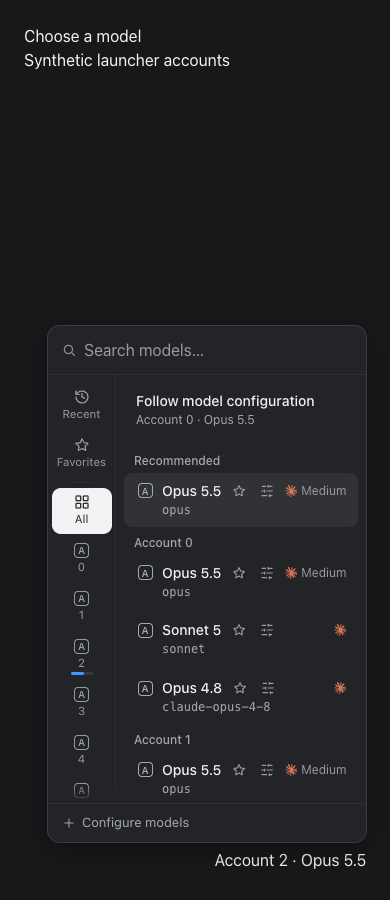 Choose a model
Synthetic launcher accounts
Search models...
Recent
Favorites
All
A
0
A
1
A
2
A
3
A
4
A
Follow model configuration
Account 0 · Opus 5.5
Recommended
A Opus 5.5 Medium
opus
Account 0
A Opus 5.5 Medium
opus
A Sonnet 5
sonnet
A Opus 4.8
claude-opus-4-8
Account 1
A Opus 5.5 Medium
opus
Configure models
Account 2 · Opus 5.5